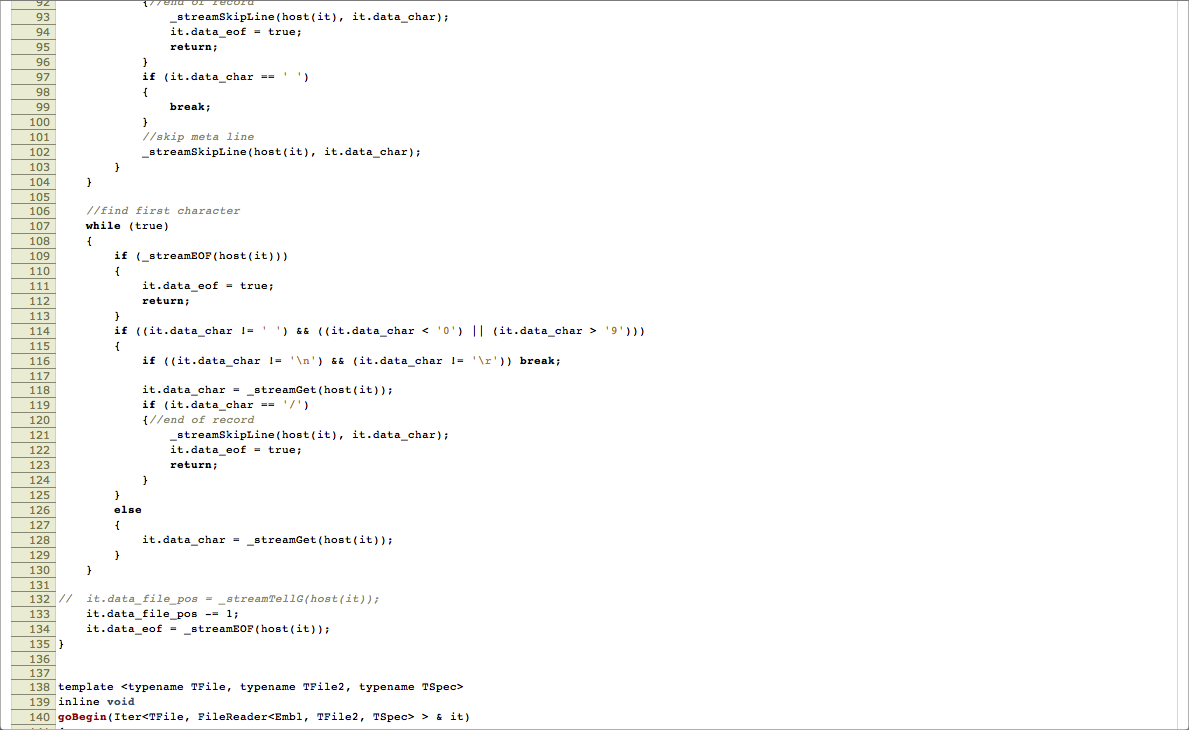 92 {//end of record
93 _streamSkipLine(host(it), it.data_char);
94 it.data_eof = true;
95 return;
96 }
97 if (it.data_char == ' ')
98 {
99 break;
100 }
101 //skip meta line
102 _streamSkipLine(host(it), it.data_char);
103 }
104 }
105
106 //find first character
107 while (true)
108 {
109 if (_streamEOF(host(it)))
110 {
111 it.data_eof = true;
112 return;
113 }
114 if ((it.data_char != ' ') && ((it.data_char < '0') || (it.data_char > '9')))
115 {
116 if ((it.data_char != '\n') && (it.data_char != '\r')) break;
117
118 it.data_char = _streamGet(host(it));
119 if (it.data_char == '/')
120 {//end of record
121 _streamSkipLine(host(it), it.data_char);
122 it.data_eof = true;
123 return;
124 }
125 }
126 else
127 {
128 it.data_char = _streamGet(host(it));
129 }
130 }
131
132 // it.data_file_pos = _streamTellG(host(it));
133 it.data_file_pos -= 1;
134 it.data_eof = _streamEOF(host(it));
135 }
136
137
138 template <typename TFile, typename TFile2, typename TSpec>
139 inline void
140 goBegin(Iter<TFile, FileReader<Embl, TFile2, TSpec> > & it)